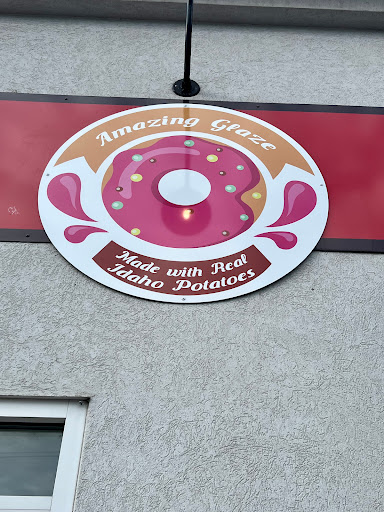 Amazing Glaze
Made with Real
Idaho Potatoes